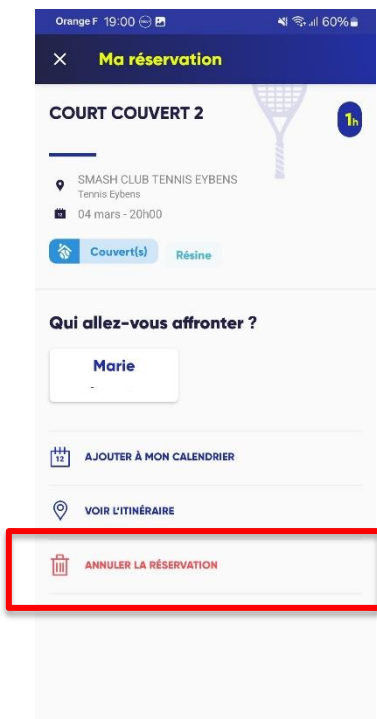 Orange F 19:00 60%
Ma réservation
COURT COUVERT 2
1h
SMASH CLUB TENNIS EYBENS
Tennis Eybens
04 mars - 20h00
Couvert(s)
Résine
Qui allez-vous affronter ?
Marie
12
AJOUTER À MON CALENDRIER
VOIR L'ITINÉRAIRE
ANNULER LA RÉSERVATION